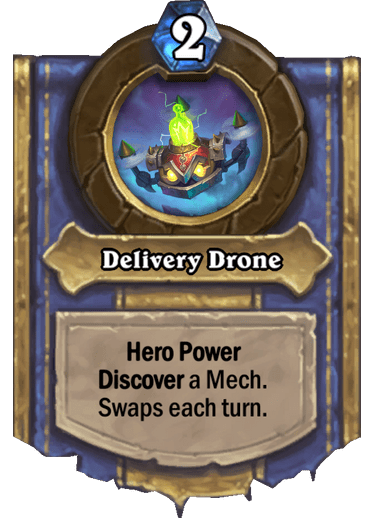 2
Delivery Drone
Hero Power
Discover a Mech.
Swaps each turn.